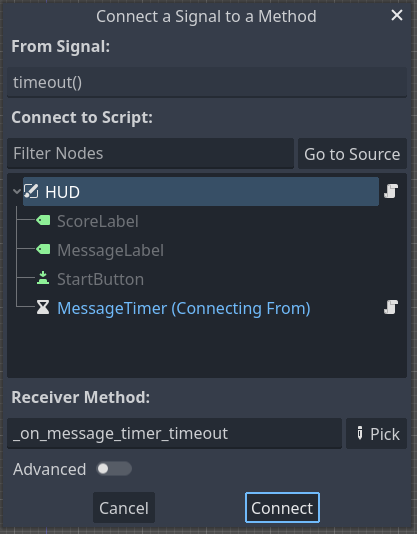 Connect a Signal to a Method
From Signal:
timeout()
Connect to Script:
Filter Nodes
Go to Source
HUD
ScoreLabel
MessageLabel
StartButton
MessageTimer (Connecting From)
Receiver Method:
_on_message_timer_timeout
Pick
Advanced
Cancel
Connect